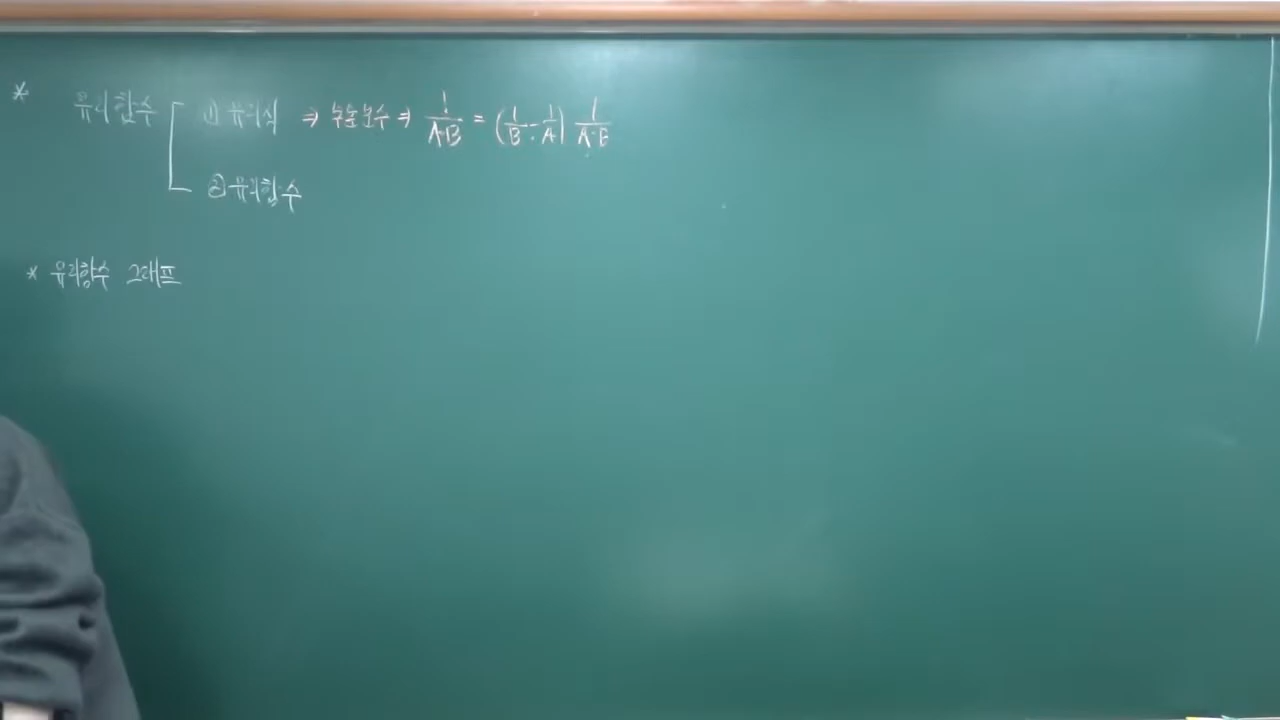 * 유리함수 ① 유리식 ⇒ 부분분수 ⇒ 1/(A·B) = (1/B - 1/A) 1/(A-B)
② 유리함수
* 유리함수 그래프